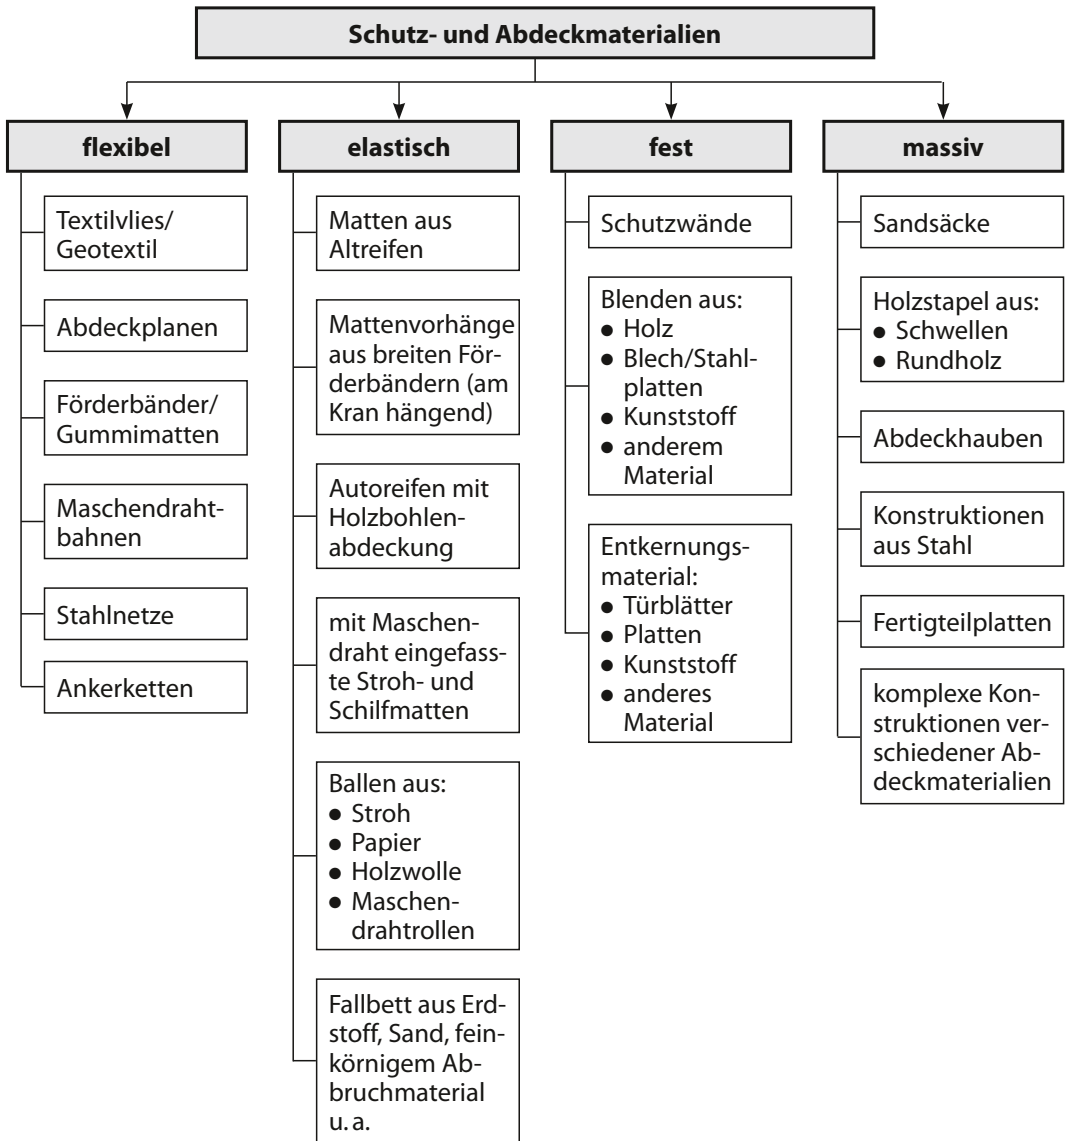 Schutz- und Abdeckmaterialien
flexibel
Textilvlies/
Geotextil
Abdeckplanen
Förderbänder/
Gummimatten
Maschendraht-
bahnen
Stahlnetze
Ankerketten
elastisch
Matten aus
Altreifen
Mattenvorhänge
aus breiten För-
derbändern (am
Kran hängend)
Autoreifen mit
Holzbohlen-
abdeckung
mit Maschen-
draht eingefass-
te Stroh- und
Schilfmatten
Ballen aus:
● Stroh
● Papier
● Holzwolle
● Maschen-
drahtrollen
Fallbett aus Erd-
stoff, Sand, fein-
körnigem Ab-
bruchmaterial
u. a.
fest
Schutzwände
Blenden aus:
● Holz
● Blech/Stahl-
platten
● Kunststoff
● anderem
Material
Entkernungs-
material:
● Türblätter
● Platten
● Kunststoff
● anderes
Material
massiv
Sandsäcke
Holzstapel aus:
● Schwellen
● Rundholz
Abdeckhauben
Konstruktionen
aus Stahl
Fertigteilplatten
komplexe Kon-
struktionen ver-
schiedener Ab-
deckmaterialien